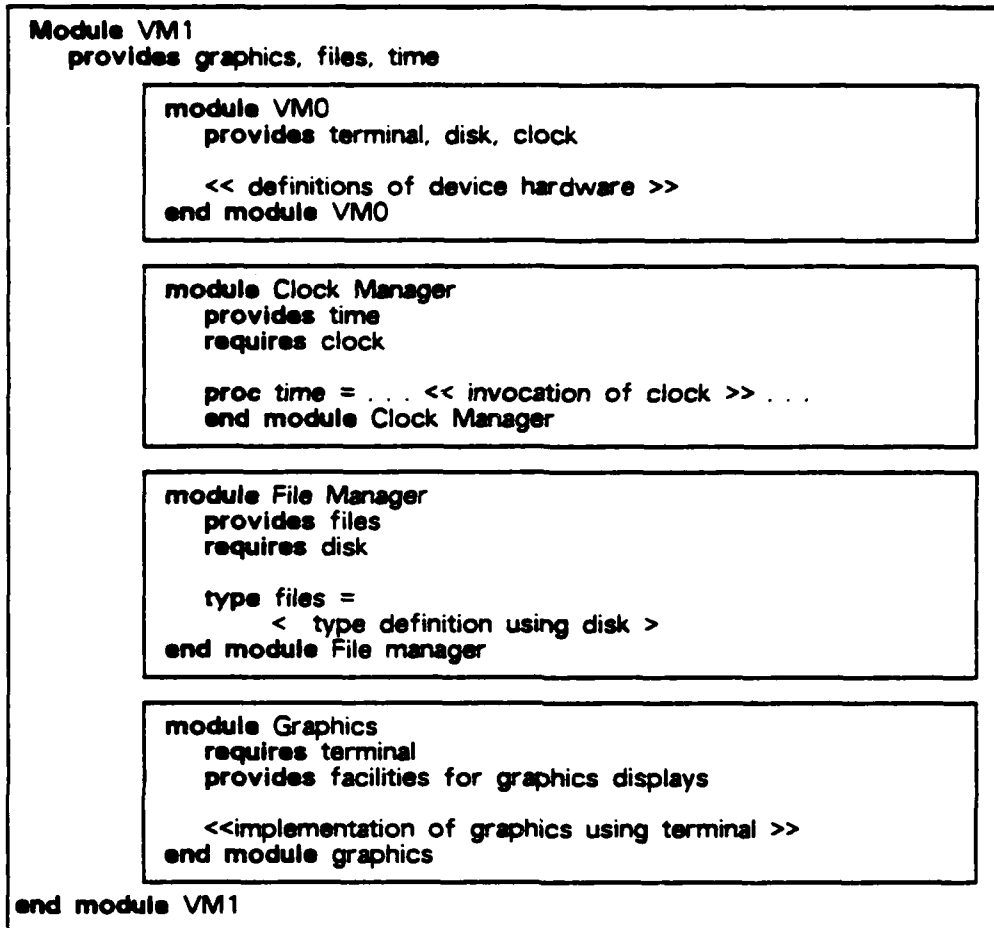 Module VM1
provides graphics, files, time
module VM0
provides terminal, disk, clock
<< definitions of device hardware >>
end module VM0
module Clock Manager
provides time
requires clock
proc time = . . . << invocation of clock >> . . .
end module Clock Manager
module File Manager
provides files
requires disk
type files =
< type definition using disk >
end module File manager
module Graphics
requires terminal
provides facilities for graphics displays
<<implementation of graphics using terminal >>
end module graphics
end module VM1